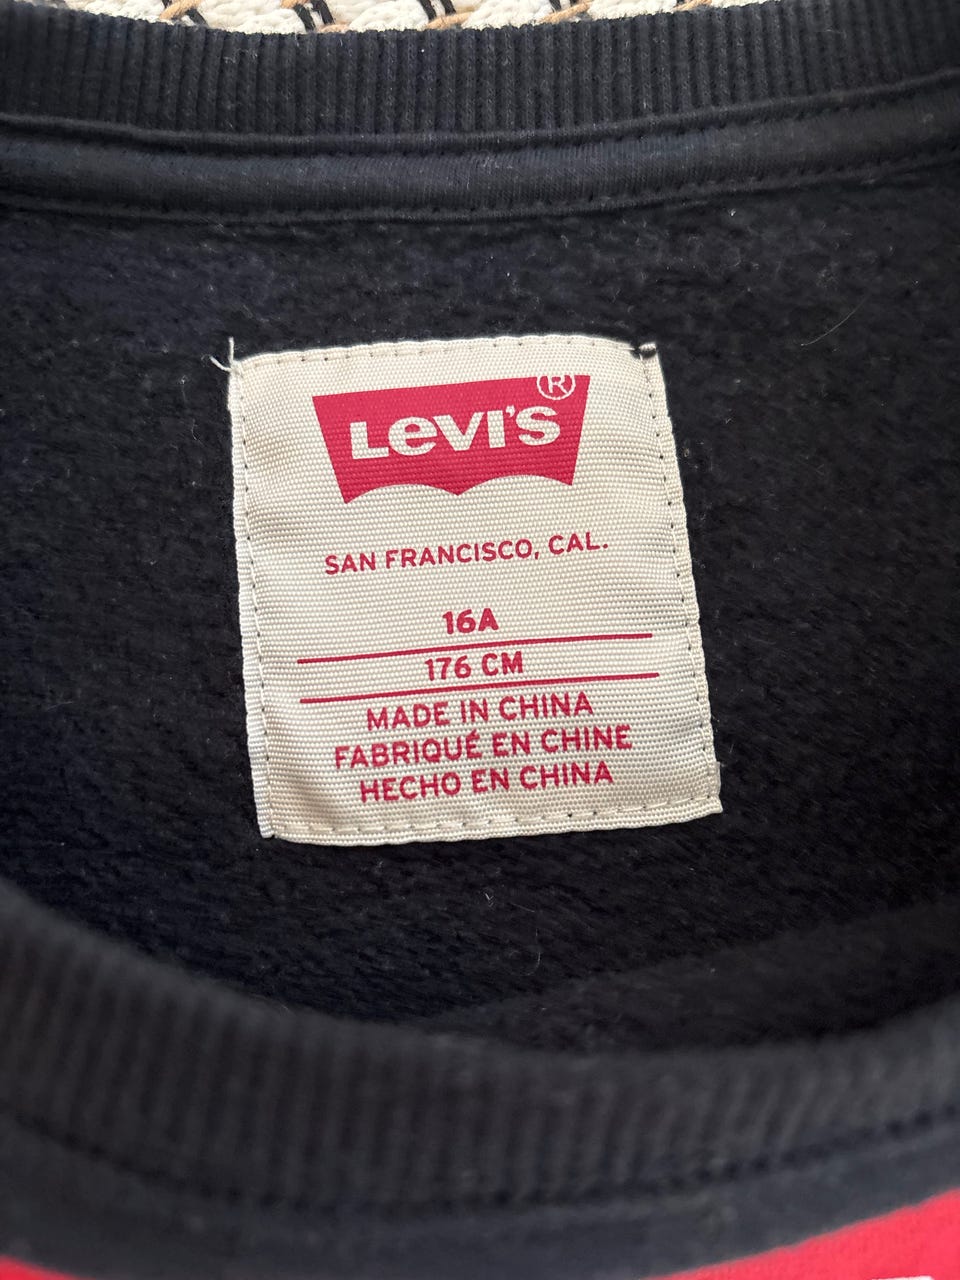 Levi's®
SAN FRANCISCO, CAL.
16A
176 CM
MADE IN CHINA
FABRIQUÉ EN CHINE
HECHO EN CHINA